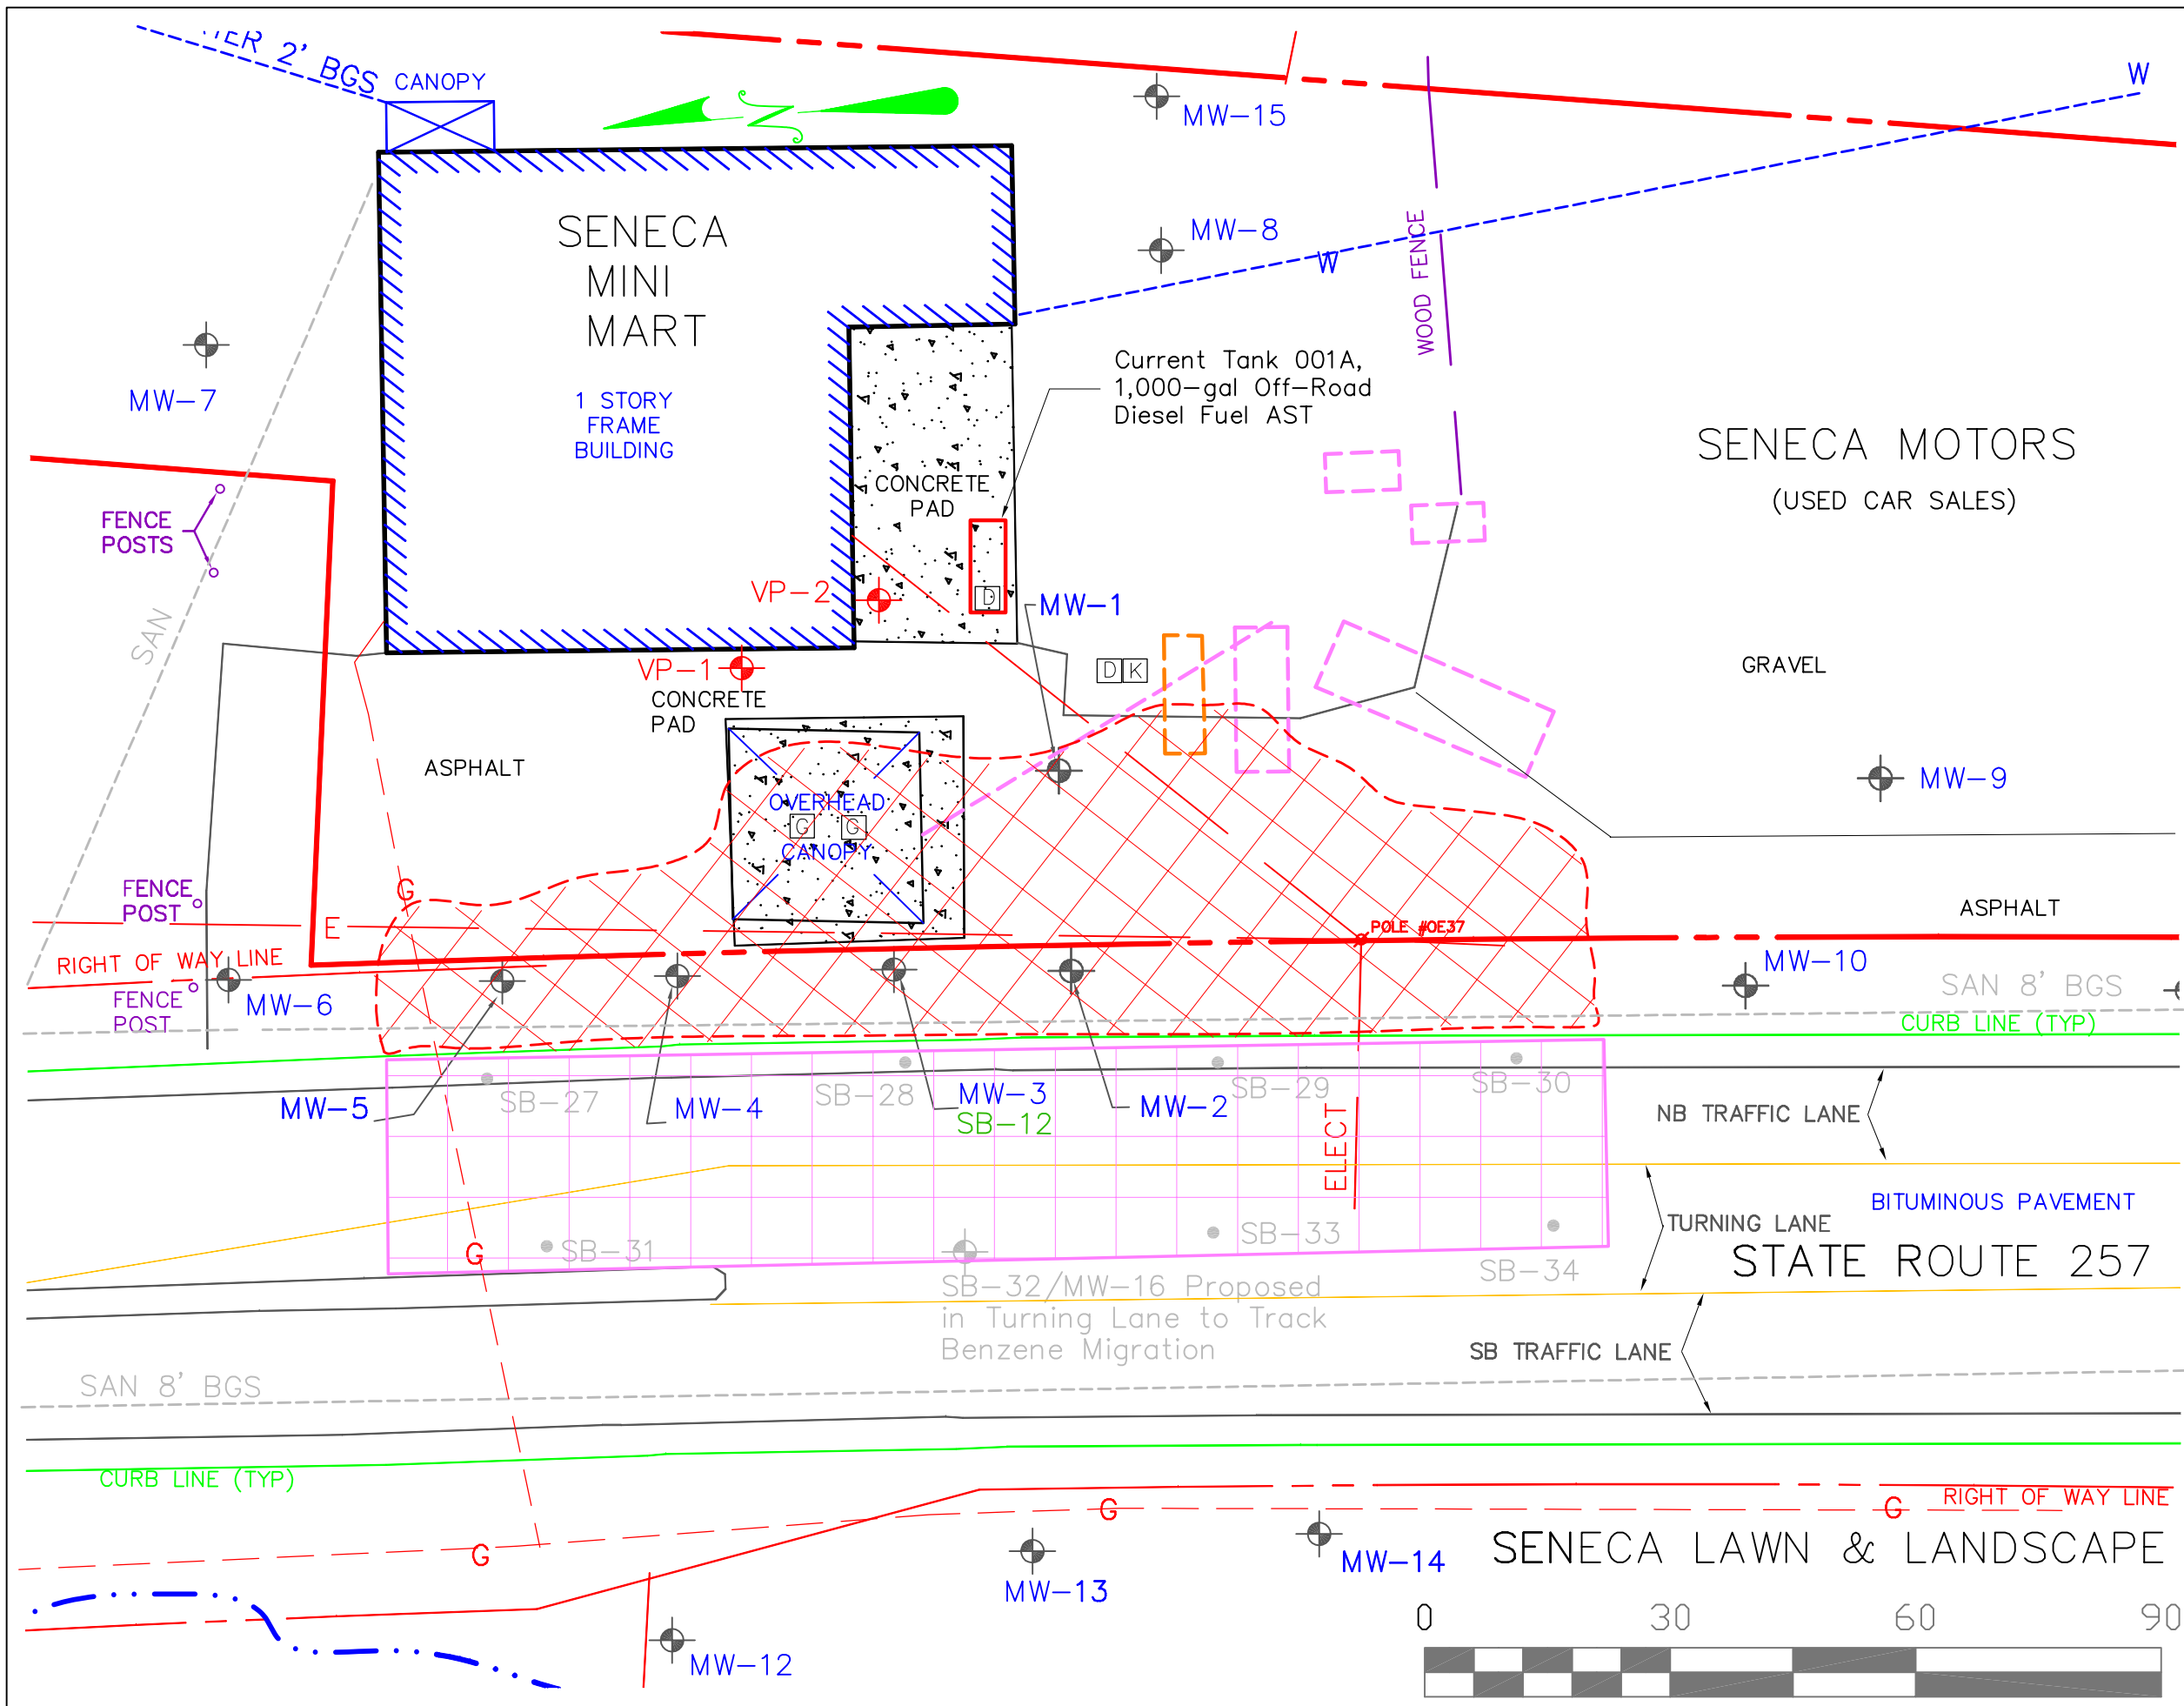 2' BGS
CANOPY
N
W
MW-15
SENECA
MINI
MART
MW-8
W
WOOD FENCE
MW-7
1 STORY
FRAME
BUILDING
Current Tank 001A,
1,000-gal Off-Road
Diesel Fuel AST
SENECA MOTORS
(USED CAR SALES)
CONCRETE
PAD
FENCE
POSTS
SAN
VP-2
D
MW-1
VP-1
D K
GRAVEL
CONCRETE
PAD
ASPHALT
MW-9
OVERHEAD
G G
CANOPY
G
FENCE
POST
E
POLE #0E37
ASPHALT
RIGHT OF WAY LINE
MW-10
FENCE
POST
MW-6
SAN 8' BGS
CURB LINE (TYP)
SB-27
SB-28
SB-29
SB-30
MW-5
MW-4
MW-3
SB-12
MW-2
NB TRAFFIC LANE
ELECT
BITUMINOUS PAVEMENT
TURNING LANE
G
SB-31
SB-33
SB-34
STATE ROUTE 257
SB-32/MW-16 Proposed
in Turning Lane to Track
Benzene Migration
SB TRAFFIC LANE
SAN 8' BGS
CURB LINE (TYP)
RIGHT OF WAY LINE
G
G
G
SENECA LAWN & LANDSCAPE
MW-13
MW-14
MW-12
0 30 60 90